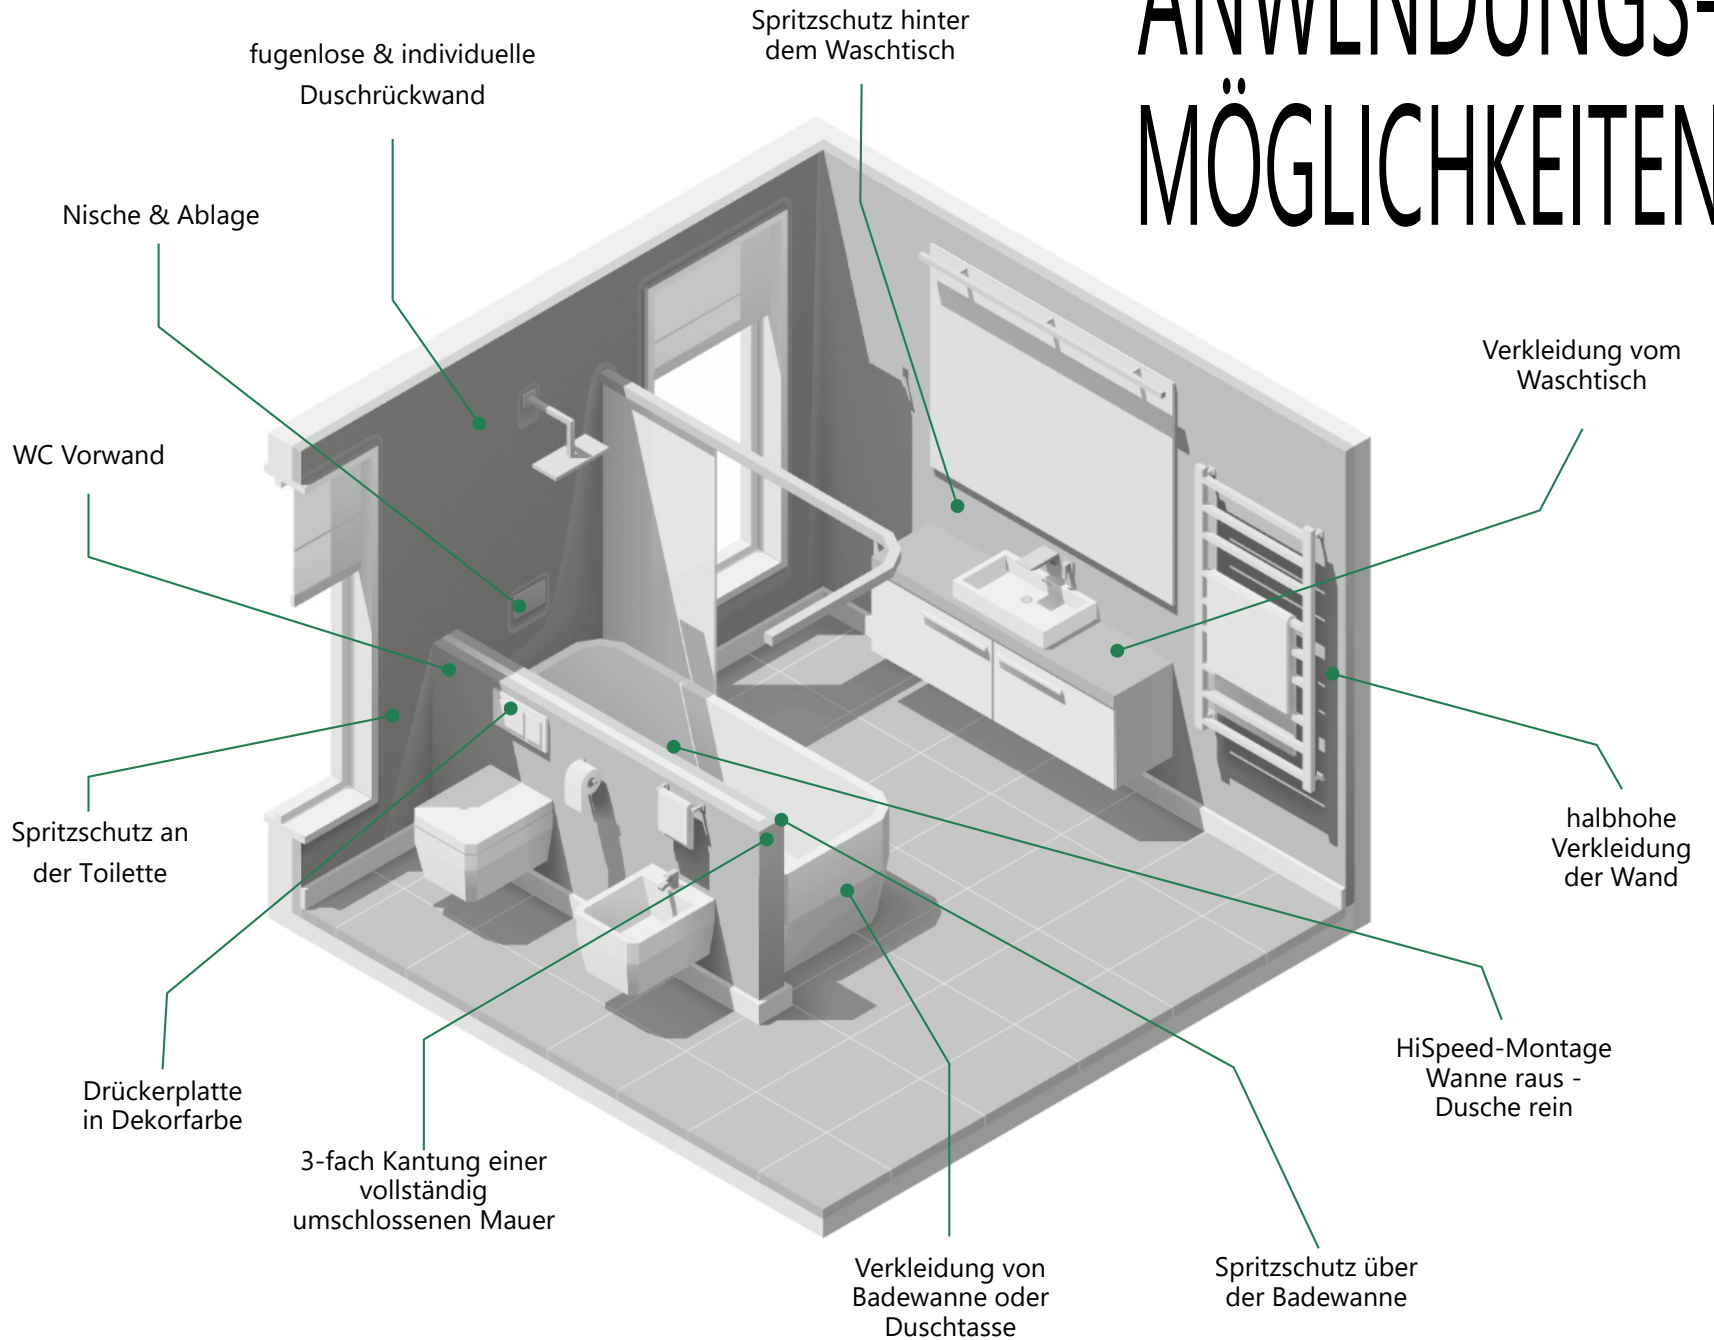 ANWENDUNGS-
MÖGLICHKEITEN
Spritzschutz hinter
dem Waschtisch
fugenlose & individuelle
Duschrückwand
Nische & Ablage
WC Vorwand
Spritzschutz an
der Toilette
Drückerplatte
in Dekorfarbe
3-fach Kantung einer
vollständig
umschlossenen Mauer
Verkleidung von
Badewanne oder
Duschtasse
Spritzschutz über
der Badewanne
HiSpeed-Montage
Wanne raus -
Dusche rein
halbhohe
Verkleidung
der Wand
Verkleidung vom
Waschtisch